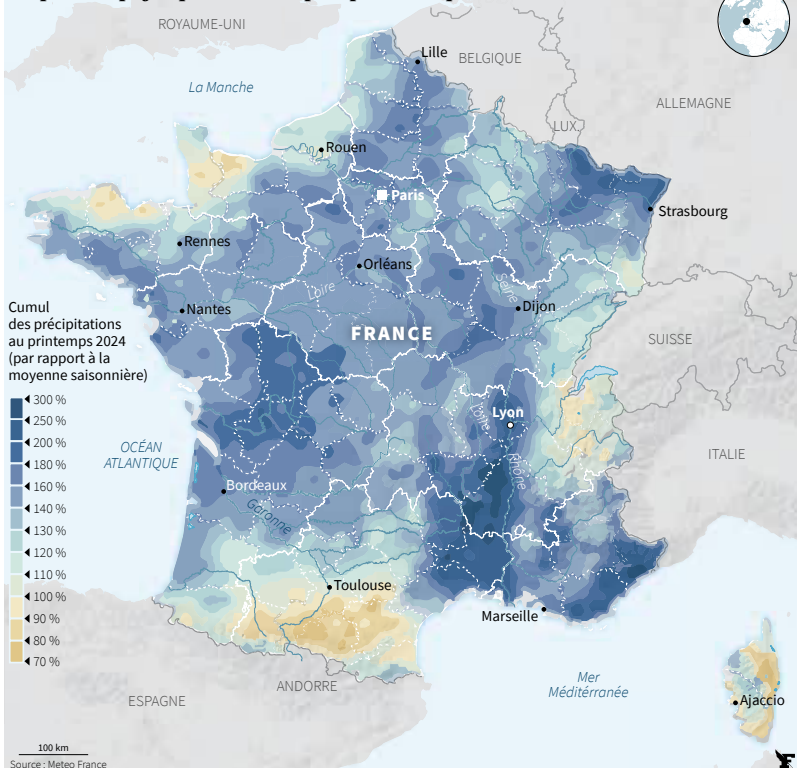 ROYAUME-UNI
Lille
BELGIQUE
La Manche
ALLEMAGNE
LUX.
Rouen
Paris
Strasbourg
Rennes
Orléans
Loire
Seine
Nantes
Dijon
Cumul
des précipitations
au printemps 2024
(par rapport à la
moyenne saisonnière)
FRANCE
SUISSE
300 %
250 %
200 %
180 %
160 %
140 %
130 %
120 %
110 %
100 %
90 %
80 %
70 %
Lyon
Loire
Rhône
OCÉAN
ATLANTIQUE
ITALIE
Bordeaux
Garonne
Toulouse
Marseille
Mer
Méditérranée
ANDORRE
ESPAGNE
Ajaccio
100 km
Source : Meteo France